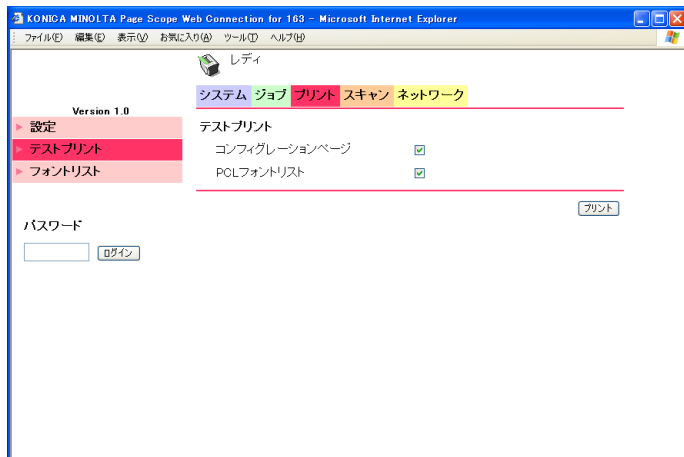 KONICA MINOLTA Page Scope Web Connection for 163 - Microsoft Internet Explorer
ファイル(F) 編集(E) 表示(V) お気に入り(A) ツール(T) ヘルプ(H)
レディ
システム ジョブ プリント スキャン ネットワーク
Version 1.0
設定
テストプリント
フォントリスト
テストプリント
コンフィグレーションページ
PCLフォントリスト
プリント
パスワード
ログイン